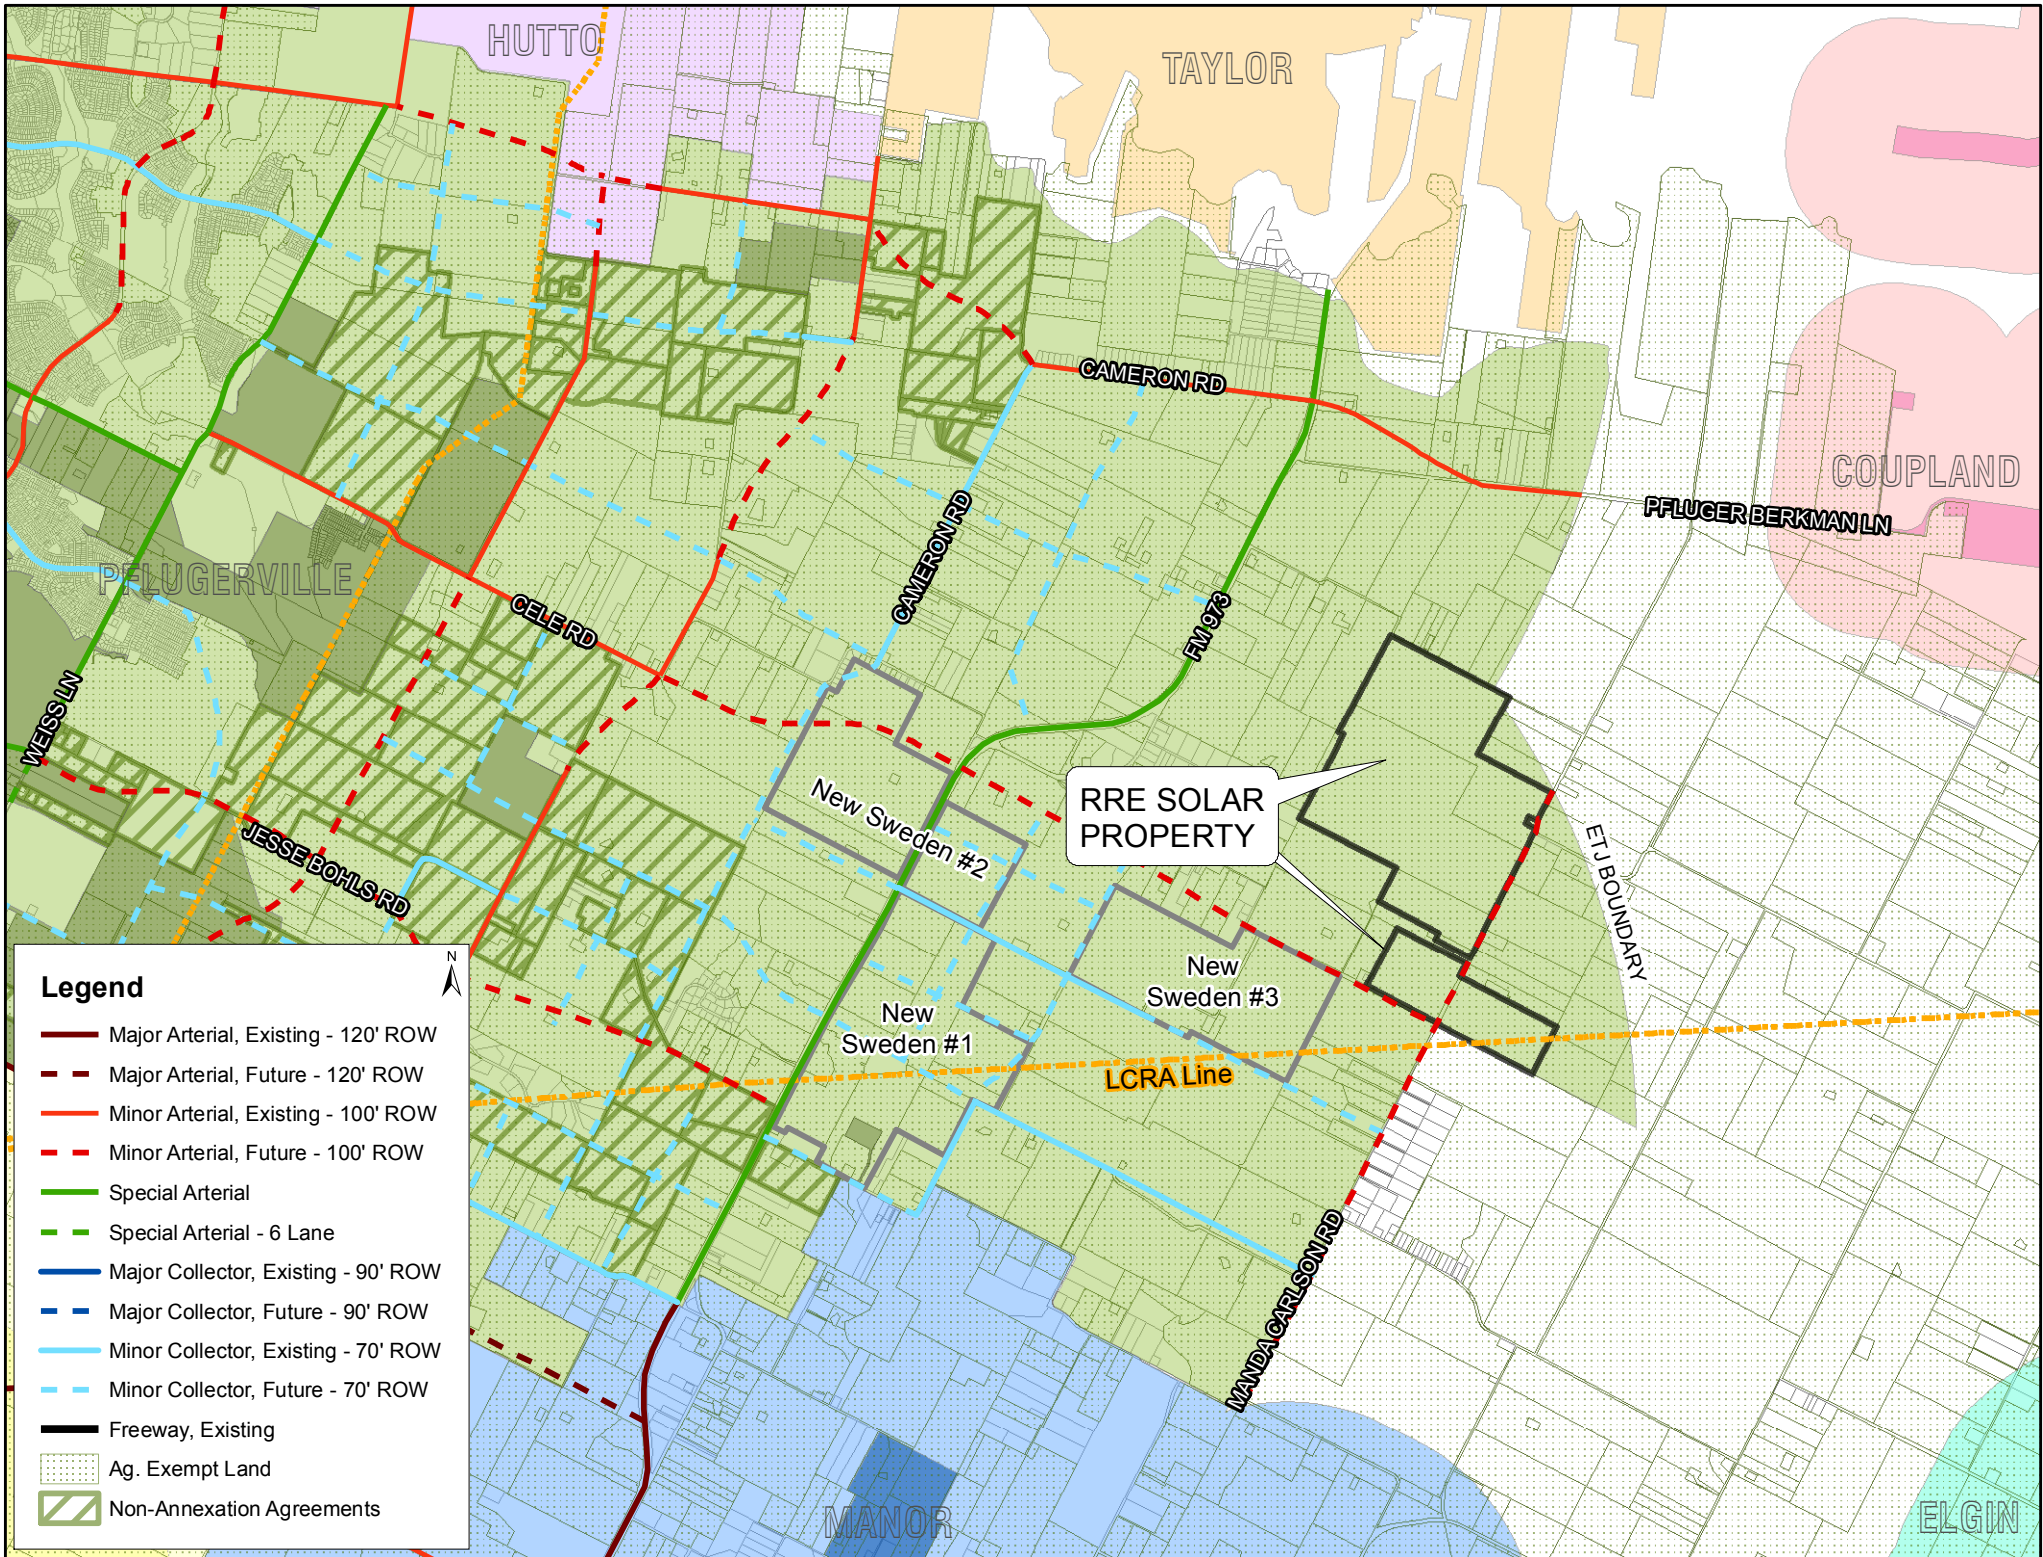 HUTTO
TAYLOR
CAMERON RD
COUPLAND
PFLUGER BERKMAN LN
CAMERON RD
PFLUGERVILLE
CELE RD
FM 973
WEISS LN
RRE SOLAR
PROPERTY
New Sweden #2
ETJ BOUNDARY
JESSE BOHLS RD
New
Sweden #3
New
Sweden #1
LCRA Line
MANDA CARLSON RD
MANOR
ELGIN
N
Legend
Major Arterial, Existing - 120' ROW
Major Arterial, Future - 120' ROW
Minor Arterial, Existing - 100' ROW
Minor Arterial, Future - 100' ROW
Special Arterial
Special Arterial - 6 Lane
Major Collector, Existing - 90' ROW
Major Collector, Future - 90' ROW
Minor Collector, Existing - 70' ROW
Minor Collector, Future - 70' ROW
Freeway, Existing
Ag. Exempt Land
Non-Annexation Agreements